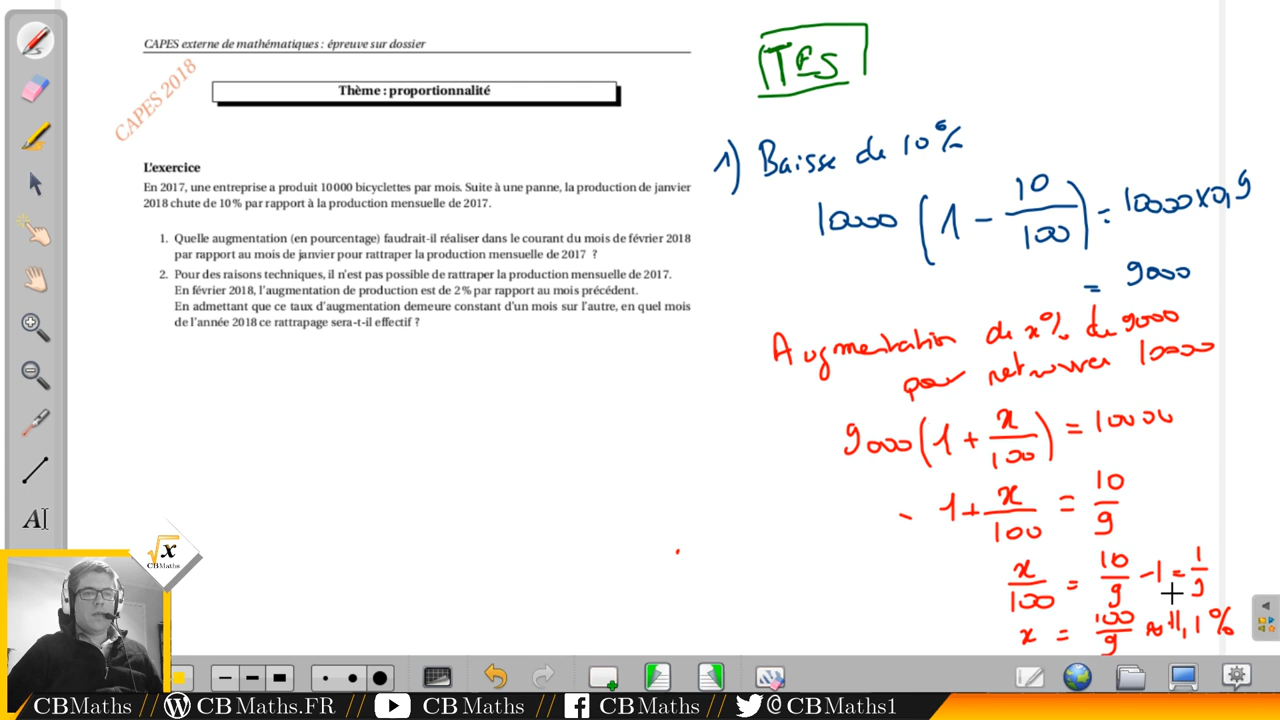 CAPES externe de mathématiques : épreuve sur dossier
CAPES 2018
Thème : proportionnalité
L'exercice
En 2017, une entreprise a produit 10 000 bicyclettes par mois. Suite à une panne, la production de janvier
2018 chute de 10 % par rapport à la production mensuelle de 2017.
1. Quelle augmentation (en pourcentage) faudrait-il réaliser dans le courant du mois de février 2018
par rapport au mois de janvier pour rattraper la production mensuelle de 2017 ?
2. Pour des raisons techniques, il n'est pas possible de rattraper la production mensuelle de 2017.
En février 2018, l'augmentation de production est de 2 % par rapport au mois précédent.
En admettant que ce taux d'augmentation demeure constant d'un mois sur l'autre, en quel mois
de l'année 2018 ce rattrapage sera-t-il effectif ?
TES
1) Baisse de 10%
10000 (1 - 10/100) = 10000 x 0,9
= 9000
Augmentation de x% de 9000
pour retrouver 10000
9000 (1 + x/100) = 10000
1 + x/100 = 10/9
x/100 = 10/9 - 1 = 1/9
x = 100/9 ≈ 11,1%
AI
√x
CBMaths
CBMaths CBMaths.FR CB Maths CB Maths @CBMaths1